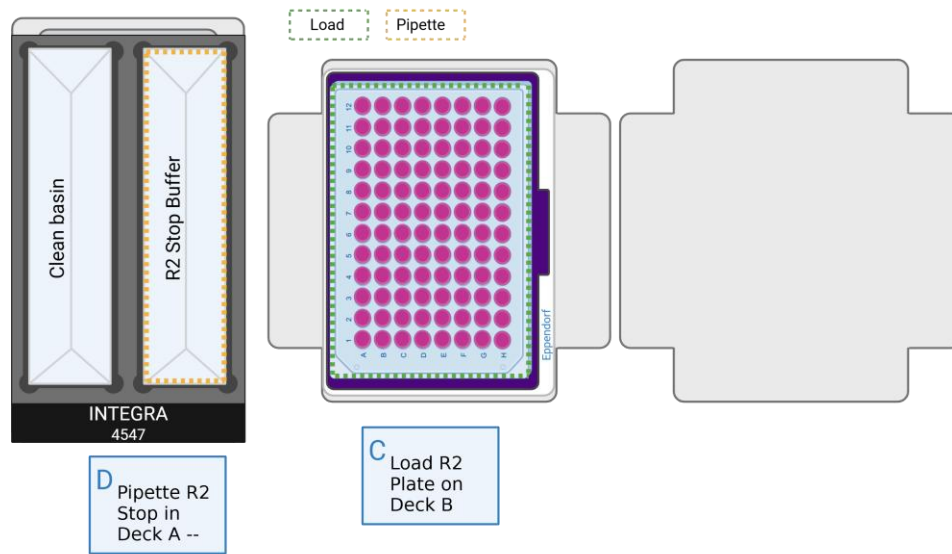 Load
Pipette
Clean basin
R2 Stop Buffer
INTEGRA
4547
12
11
10
9
8
7
6
5
4
3
2
1
A B C D E F G H
Eppendorf
D
Pipette R2
Stop in
Deck A --
C
Load R2
Plate on
Deck B